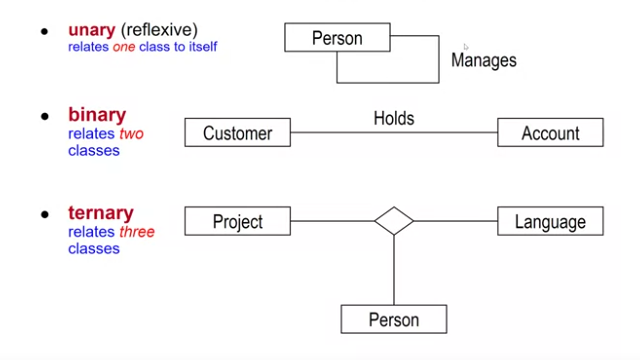 unary (reflexive)
relates one class to itself
Person
Manages
binary
relates two
classes
Customer
Holds
Account
ternary
relates three
classes
Project
Language
Person